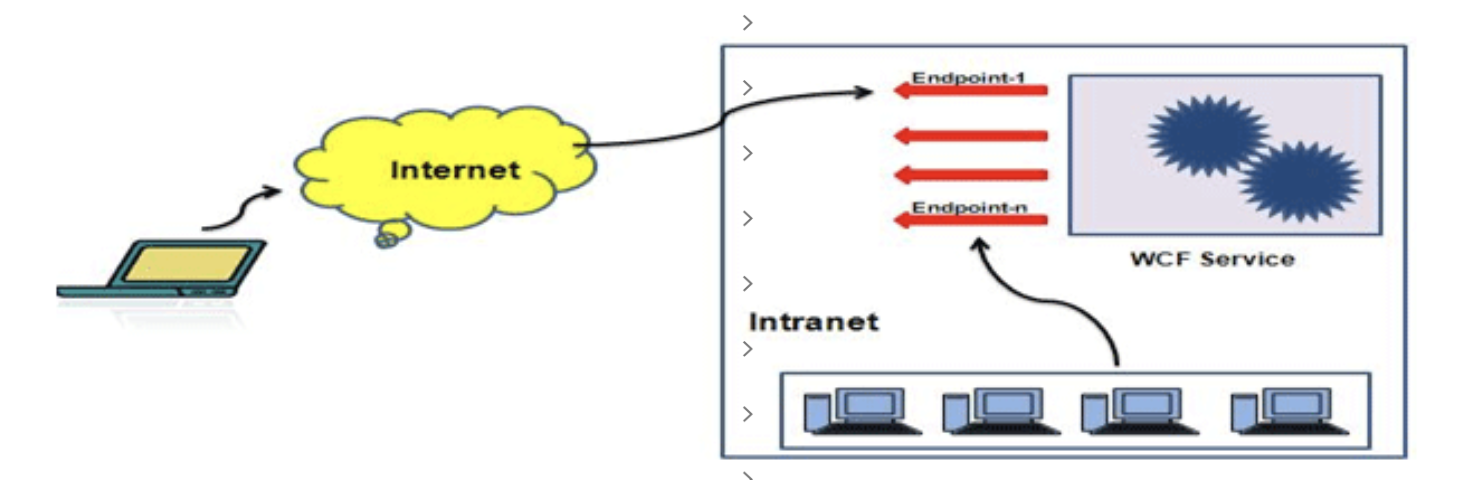 >
Endpoint-1
>
Internet
>
Endpoint-n
>
WCF Service
>
Intranet
>
>